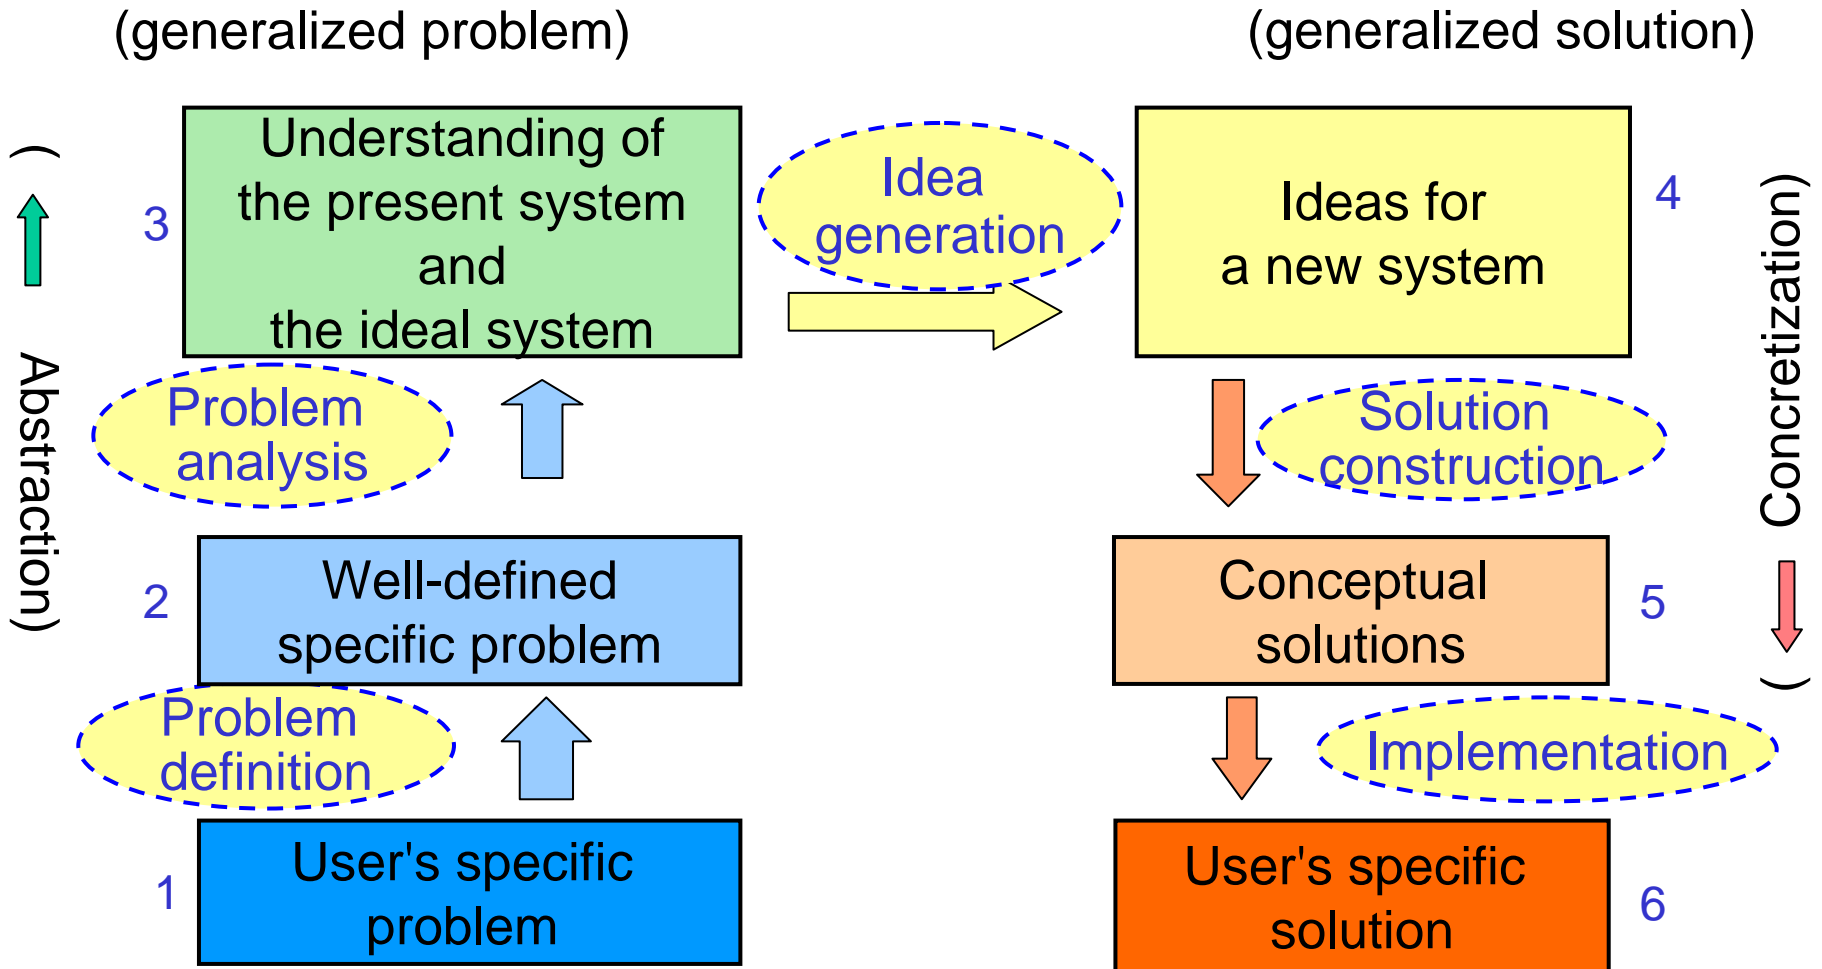 (generalized problem)
(generalized solution)
Understanding of
the present system
and
the ideal system
3
Idea
generation
Ideas for
a new system
4
( Abstraction)
Concretization)
(
Problem
analysis
Solution
construction
2
Well-defined
specific problem
Conceptual
solutions
5
Problem
definition
Implementation
1
User's specific
problem
User's specific
solution
6